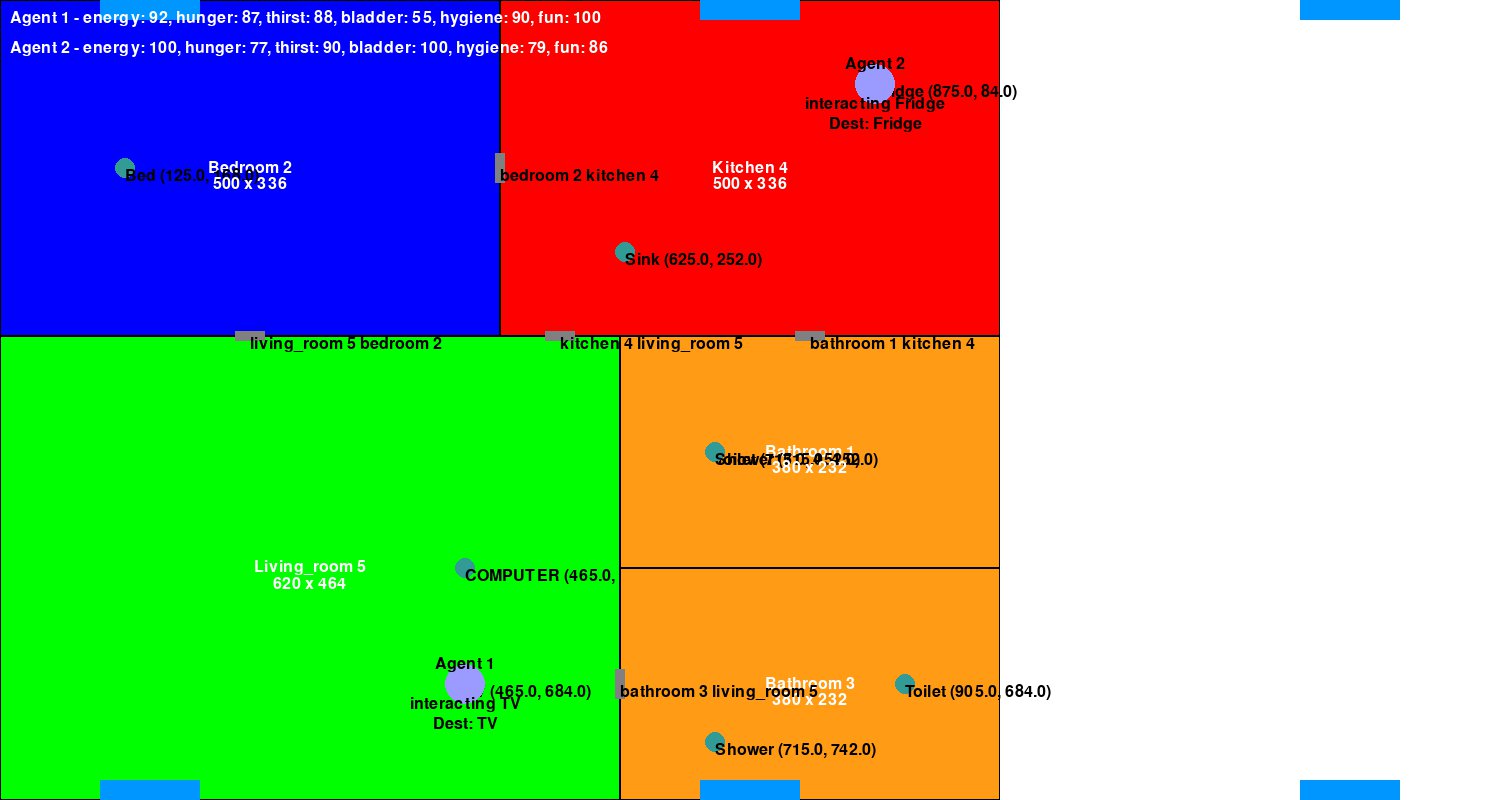 Agent 1 - energy: 92, hunger: 87, thirst: 88, bladder: 55, hygiene: 90, fun: 100
Agent 2 - energy: 100, hunger: 77, thirst: 90, bladder: 100, hygiene: 79, fun: 86
Agent 2
(875.0, 84.0)
interacting Fridge
Dest: Fridge
Bedroom 2
500 x 336
Bed (125.0,
bedroom 2 kitchen 4
Kitchen 4
500 x 336
Sink (625.0, 252.0)
living_room 5 bedroom 2
kitchen 4 living_room 5
bathroom 1 kitchen 4
Bathroom 1
380 x 232
Living_room 5
620 x 464
COMPUTER (465.0,
Agent 1
(465.0, 684.0)
interacting TV
Dest: TV
bathroom 3 living_room 5
Bathroom 3
380 x 232
Toilet (905.0, 684.0)
Shower (715.0, 742.0)